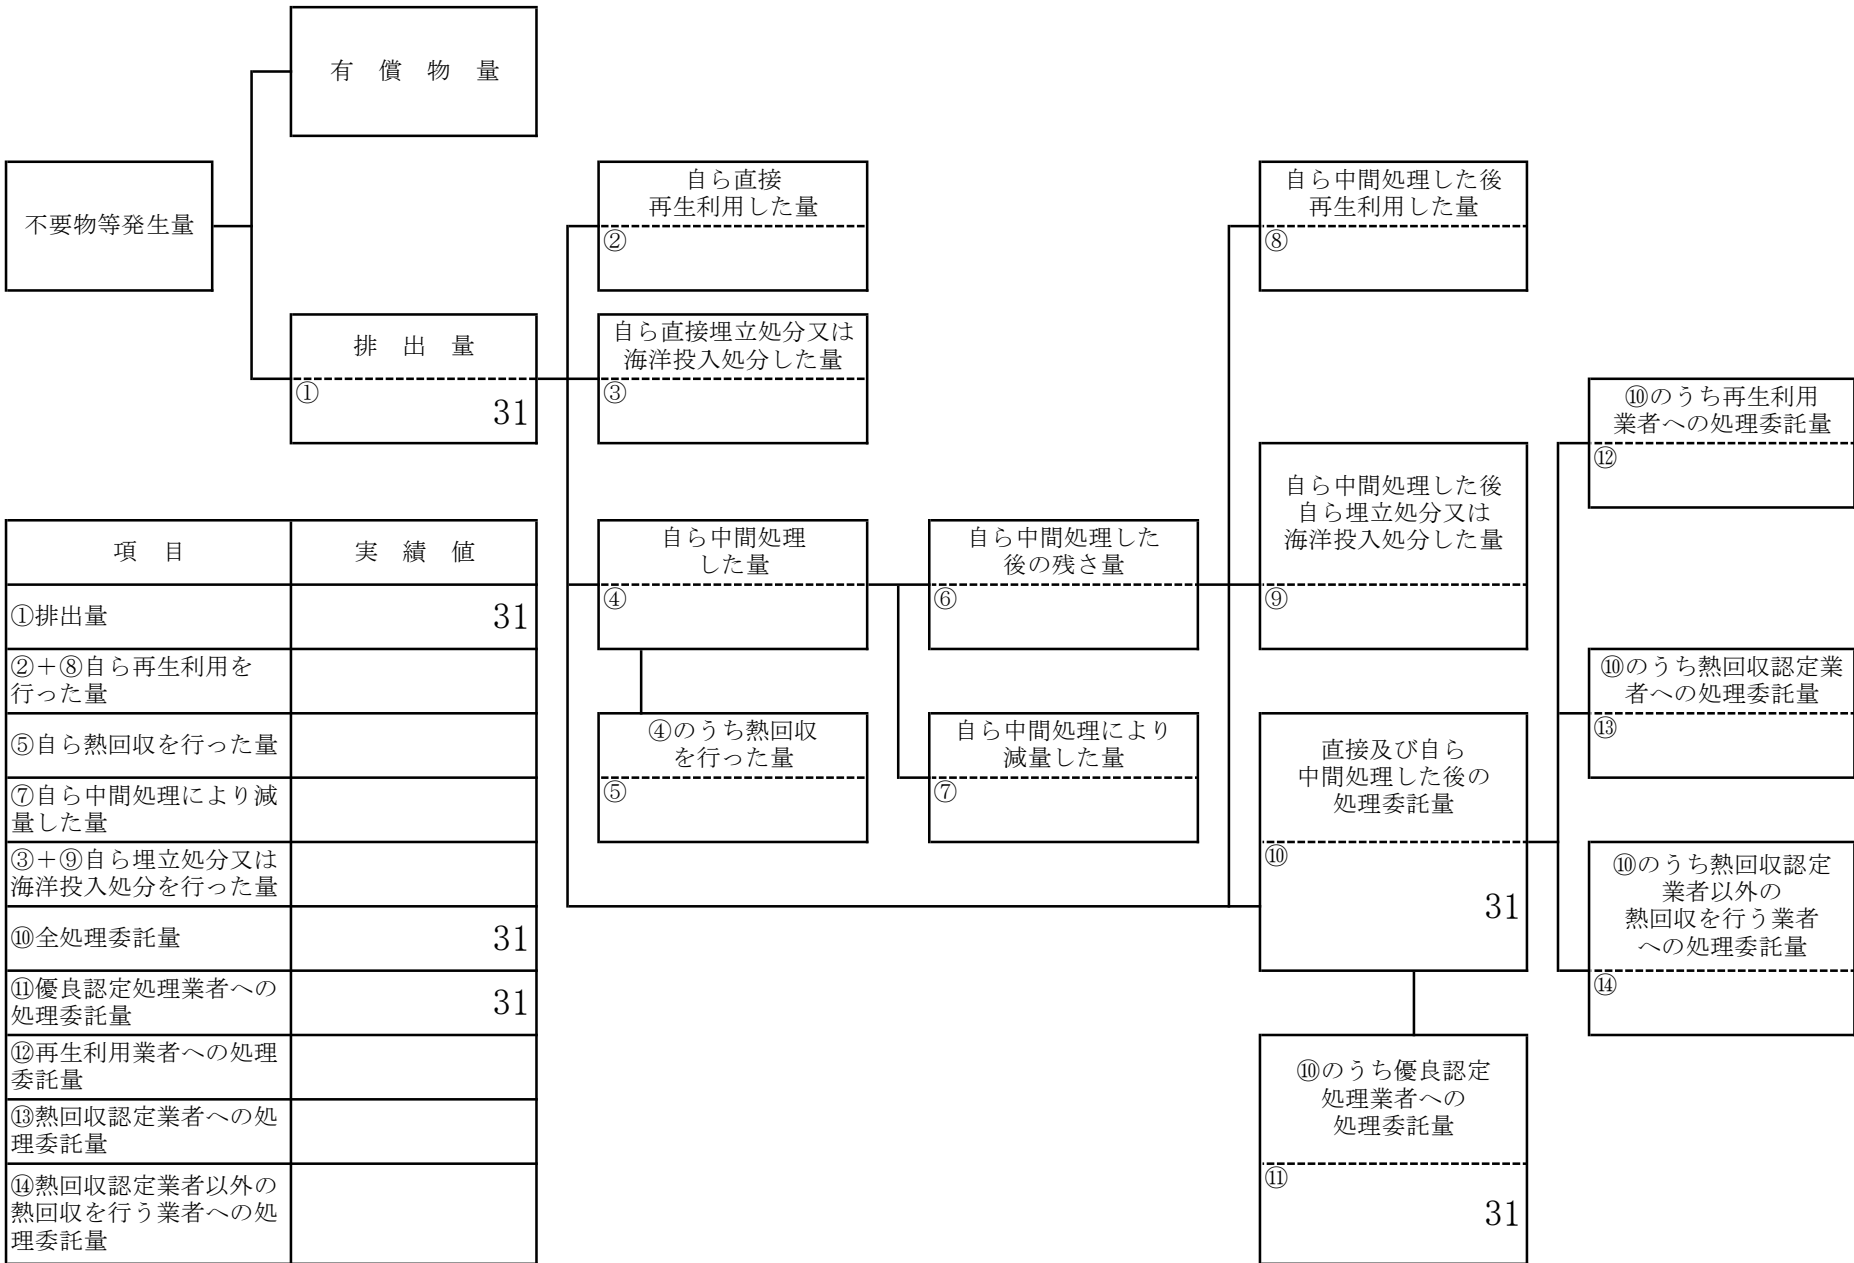 有　償　物　量
不要物等発生量
排　出　量
①
31
自ら直接
再生利用した量
②
自ら直接埋立処分又は
海洋投入処分した量
③
自ら中間処理
した量
④
④のうち熱回収
を行った量
⑤
自ら中間処理した
後の残さ量
⑥
自ら中間処理により
減量した量
⑦
自ら中間処理した後
再生利用した量
⑧
自ら中間処理した後
自ら埋立処分又は
海洋投入処分した量
⑨
直接及び自ら
中間処理した後の
処理委託量
⑩
31
⑩のうち優良認定
処理業者への
処理委託量
⑪
31
⑩のうち再生利用
業者への処理委託量
⑫
⑩のうち熱回収認定業
者への処理委託量
⑬
⑩のうち熱回収認定
業者以外の
熱回収を行う業者
への処理委託量
⑭
項　目　実　績　値
①排出量　31
②＋⑧自ら再生利用を
行った量
⑤自ら熱回収を行った量
⑦自ら中間処理により減
量した量
③＋⑨自ら埋立処分又は
海洋投入処分を行った量
⑩全処理委託量　31
⑪優良認定処理業者への
処理委託量　31
⑫再生利用業者への処理
委託量
⑬熱回収認定業者への処
理委託量
⑭熱回収認定業者以外の
熱回収を行う業者への処
理委託量